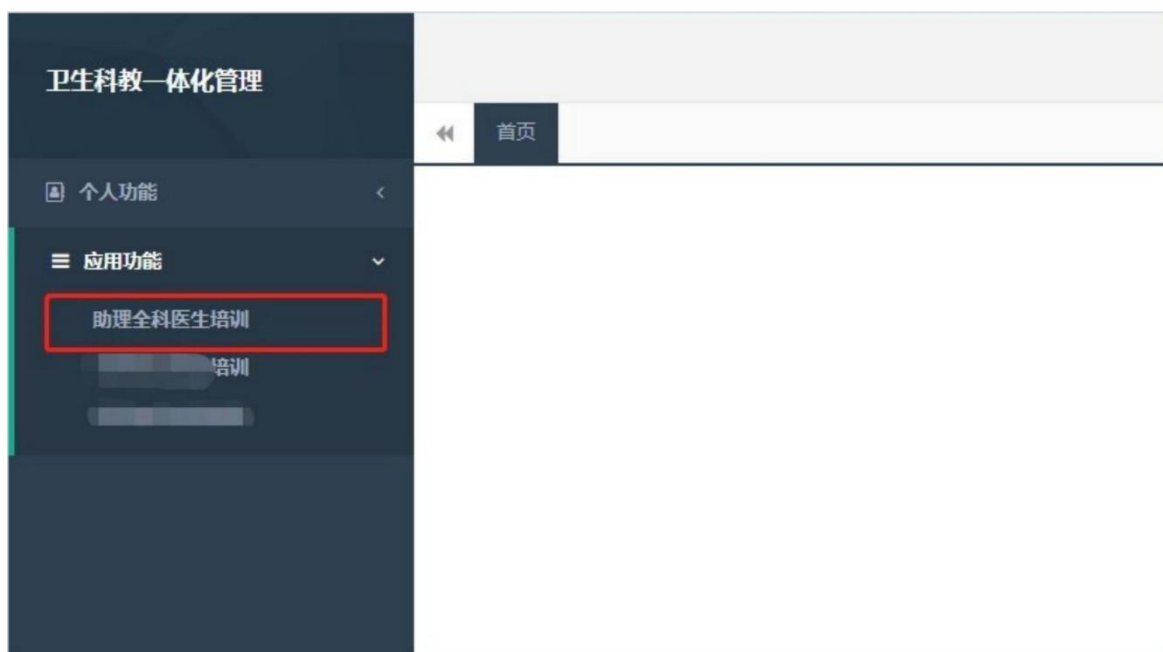 卫生科教一体化管理
首页
个人功能
应用功能
助理全科医生培训
培训